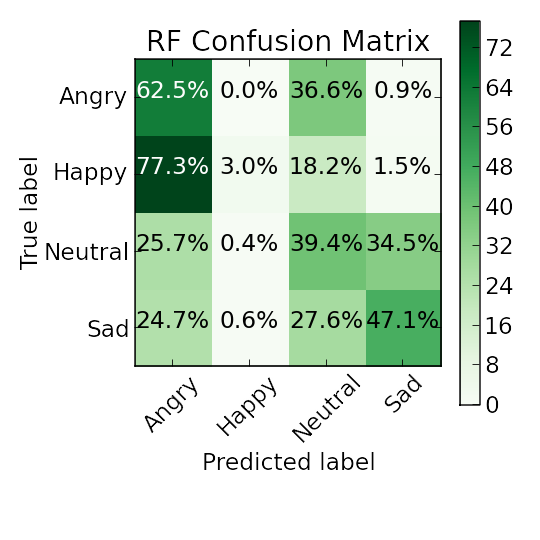 RF Confusion Matrix
Angry 62.5% 0.0% 36.6% 0.9%
Happy 77.3% 3.0% 18.2% 1.5%
Neutral 25.7% 0.4% 39.4% 34.5%
Sad 24.7% 0.6% 27.6% 47.1%
True label
Angry Happy Neutral Sad
Predicted label
72
64
56
48
40
32
24
16
8
0